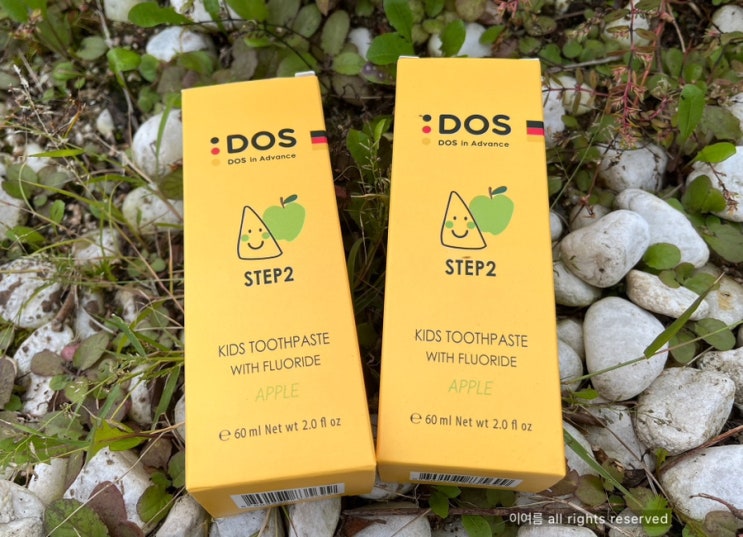 DOS
DOS in Advance
STEP2
KIDS TOOTHPASTE
WITH FLUORIDE
APPLE
℮ 60 ml Net wt 2.0 fl oz
DOS
DOS in Advance
STEP2
KIDS TOOTHPASTE
WITH FLUORIDE
APPLE
℮ 60 ml Net wt 2.0 fl oz
이여름 all rights reserved